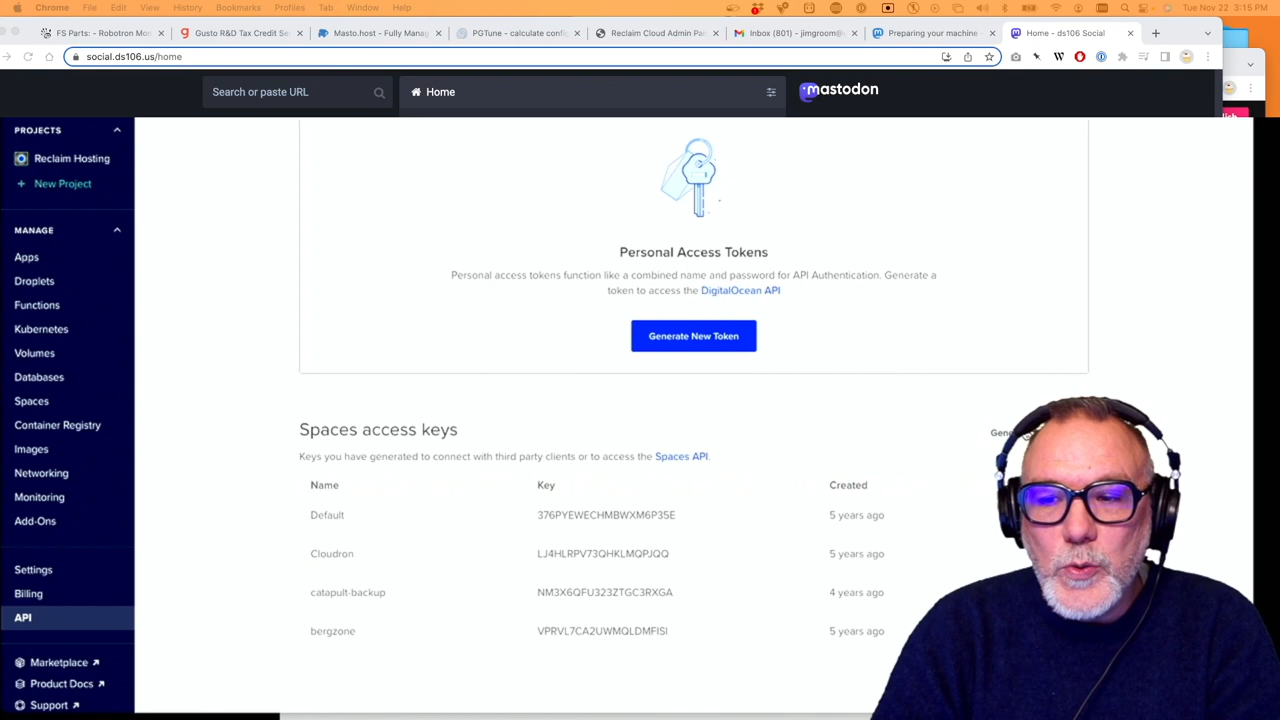 Chrome File Edit View History Bookmarks Profiles Tab Window Help Tue Nov 22 3:15 PM
FS Parts: - Robotron Mon Gusto R&D Tax Credit Se Masto.host - Fully Manag PGTune - calculate config Reclaim Cloud Admin Pan Inbox (801) - jimgroom@ Preparing your machine - Home - ds106 Social
social.ds106.us/home
Search or paste URL Home mastodon
PROJECTS
Reclaim Hosting
+ New Project
MANAGE
Apps
Droplets
Functions
Kubernetes
Volumes
Databases
Spaces
Container Registry
Images
Networking
Monitoring
Add-Ons
Settings
Billing
API
Marketplace
Product Docs
Support
Personal Access Tokens
Personal access tokens function like a combined name and password for API Authentication. Generate a
token to access the DigitalOcean API
Generate New Token
Spaces access keys
Keys you have generated to connect with third party clients or to access the Spaces API.
Name Key Created
Default 376PYEWECHMBWXM6P35E 5 years ago
Cloudron LJ4HLRPV73QHKLMQPJQQ 5 years ago
catapult-backup NM3X6QFU323ZTGC3RXGA 4 years ago
bergzone VPRVL7CA2UWMQLDMFISI 5 years ago